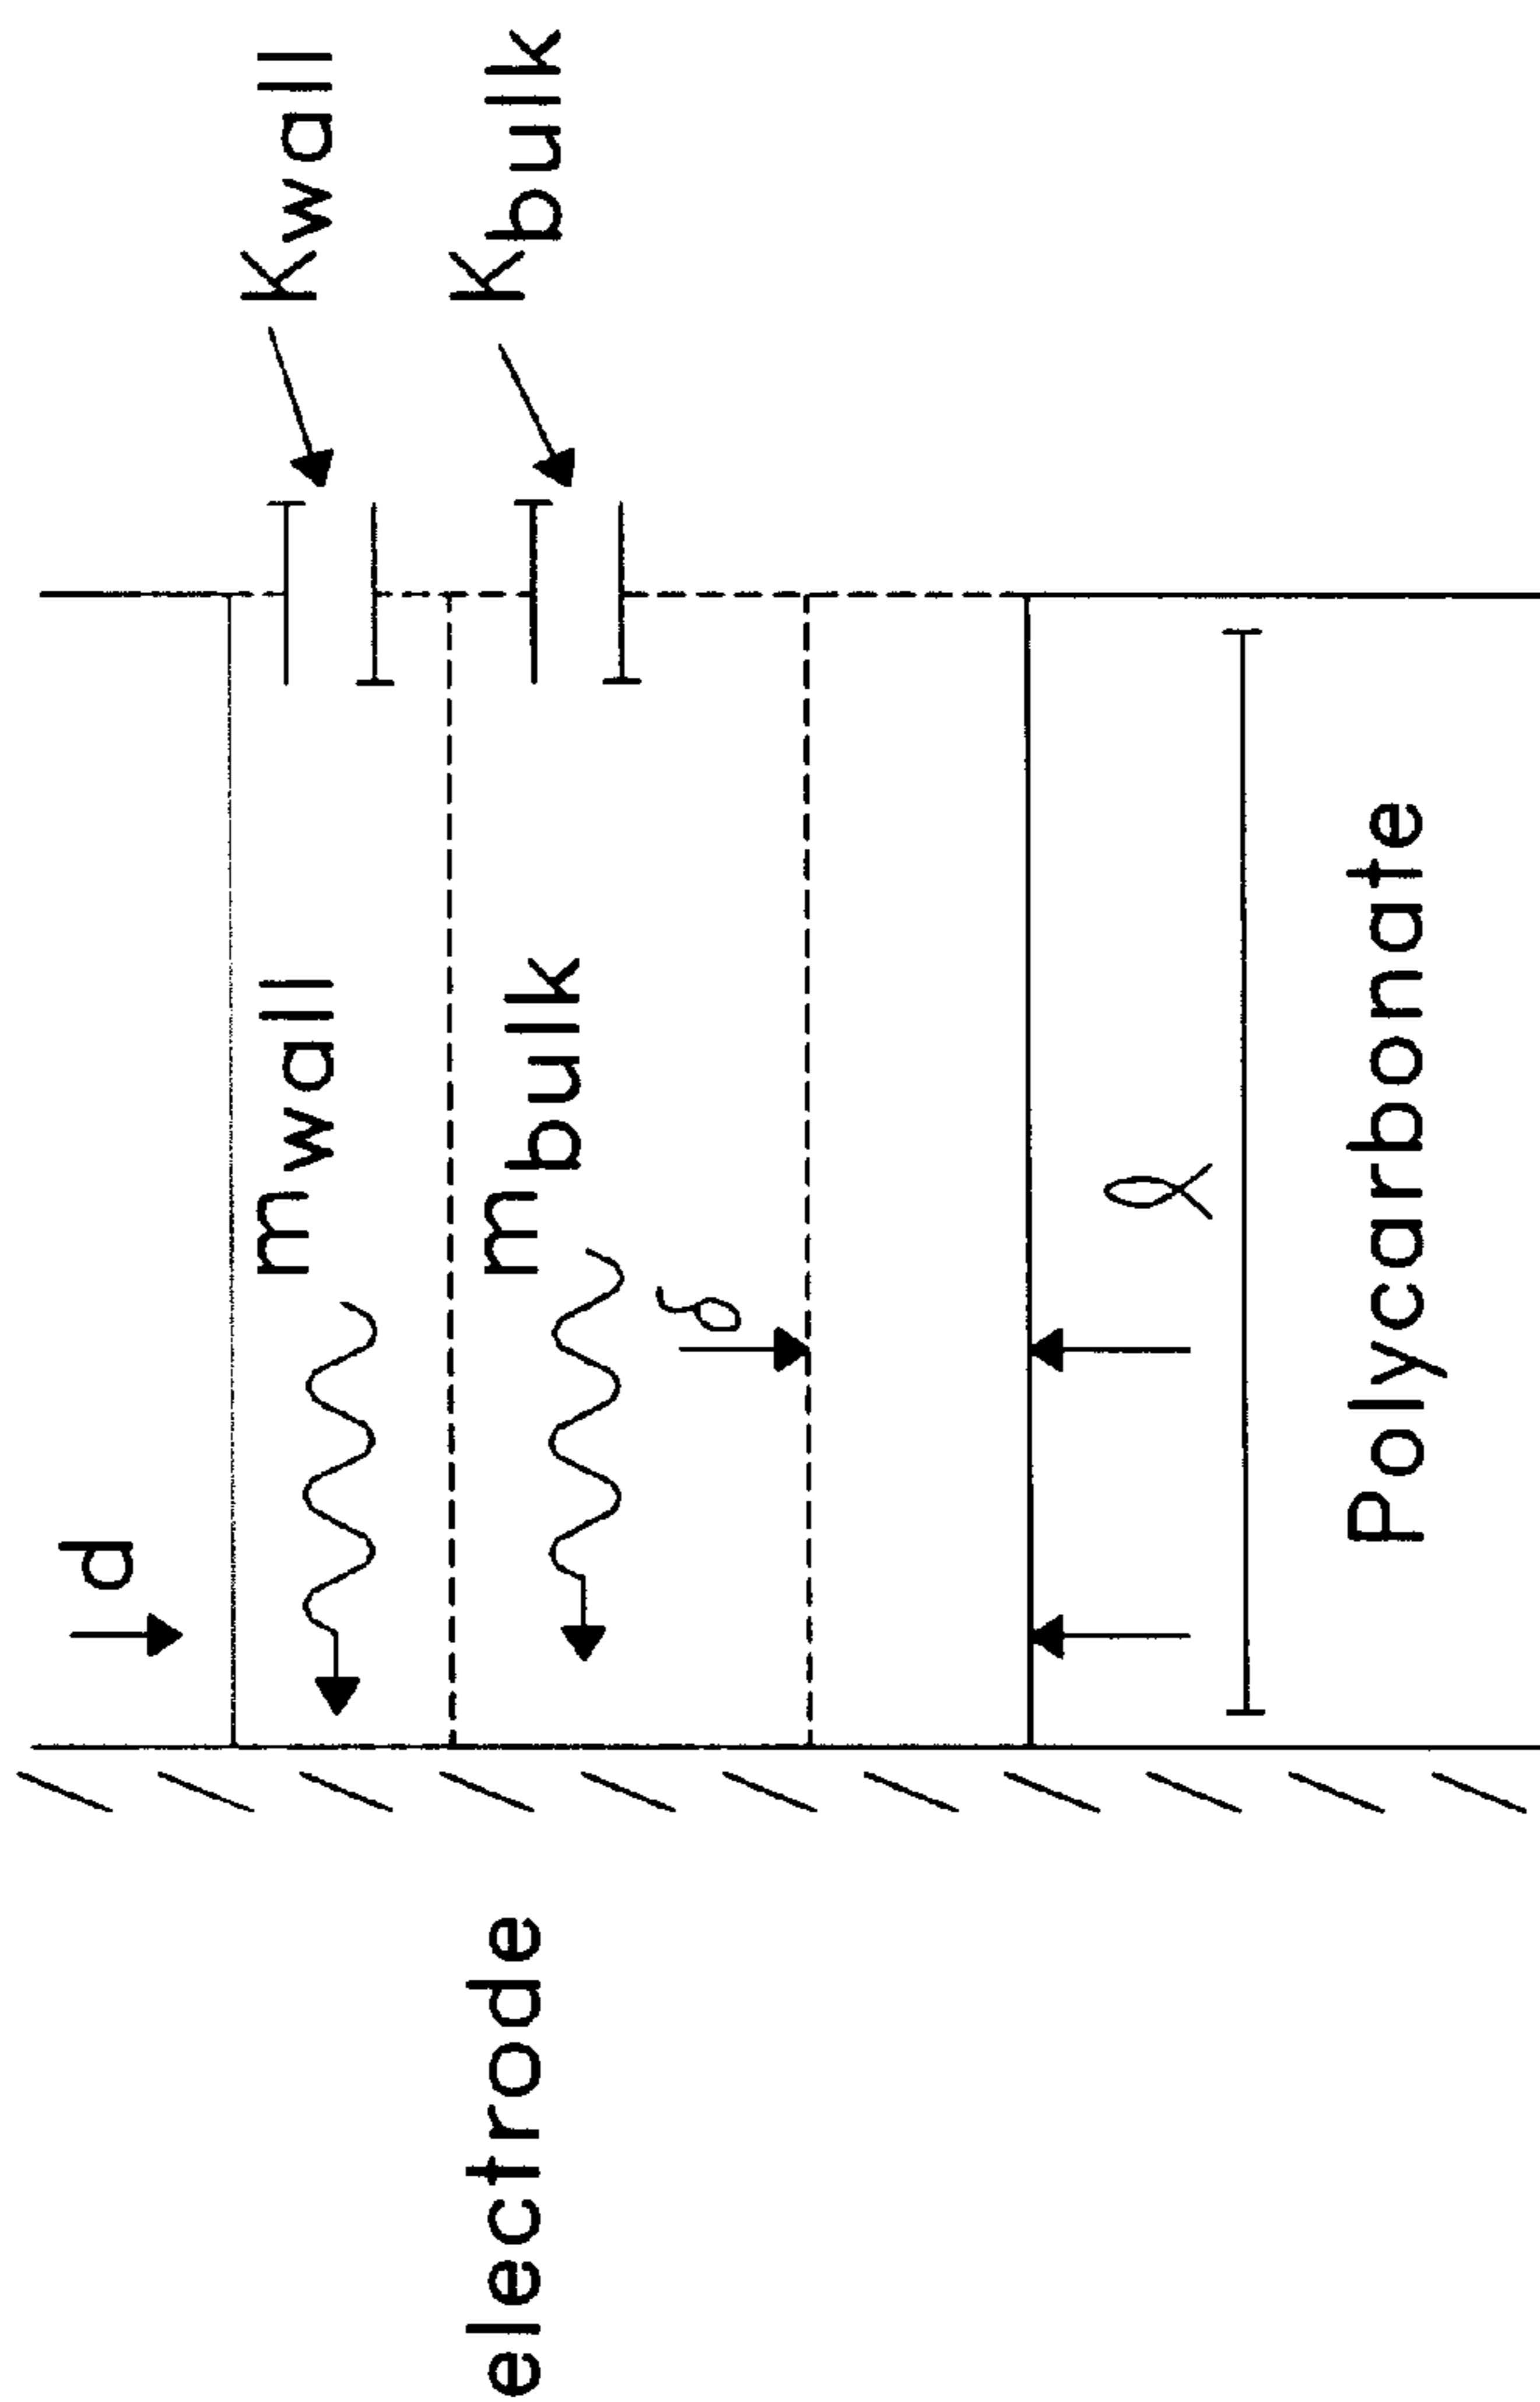 d
mwall
Kwall
electrode
mbulk
Kbulk
δ
ℓ
Polycarbonate